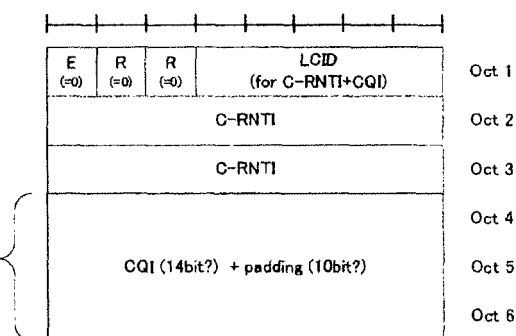 E R R LCID
(=0) (=0) (=0) (for C-RNTI+CQI) Oct 1
C-RNTI Oct 2
C-RNTI Oct 3
Oct 4
CQI (14bit?) + padding (10bit?) Oct 5
Oct 6